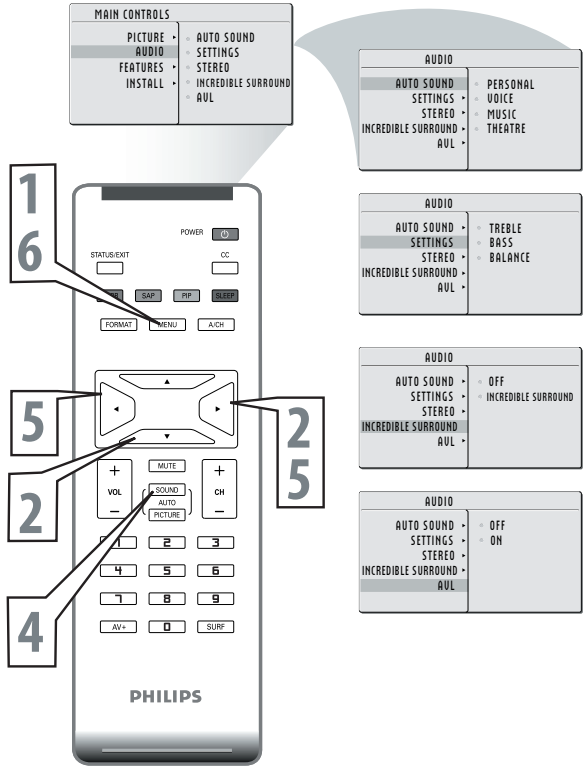 MAIN CONTROLS
PICTURE
AUDIO
FEATURES
INSTALL
AUTO SOUND
SETTINGS
STEREO
INCREDIBLE SURROUND
AVL
AUDIO
AUTO SOUND
SETTINGS
STEREO
INCREDIBLE SURROUND
AVL
PERSONAL
VOICE
MUSIC
THEATRE
AUDIO
AUTO SOUND
SETTINGS
STEREO
INCREDIBLE SURROUND
AVL
TREBLE
BASS
BALANCE
AUDIO
AUTO SOUND
SETTINGS
STEREO
INCREDIBLE SURROUND
AVL
OFF
INCREDIBLE SURROUND
AUDIO
AUTO SOUND
SETTINGS
STEREO
INCREDIBLE SURROUND
AVL
OFF
ON
1
6
5
2
4
2
5
POWER
STATUS/EXIT
CC
SAP
PIP
SLEEP
FORMAT
MENU
A/CH
MUTE
+
VOL
–
SOUND
AUTO
PICTURE
+
CH
–
1 2 3
4 5 6
7 8 9
AV+ 0 SURF
PHILIPS